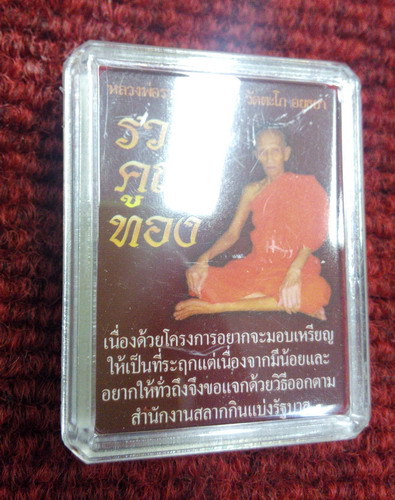 หลวงพ่อรวย วัดตะโก อยุธยา
รวย
คูณ
ทอง
เนื่องด้วยโครงการอยากจะมอบเหรียญ
ให้เป็นที่ระฤกแต่เนื่องจากมีน้อยและ
อยากให้ทั่วถึงจึงขอแจกด้วยวิธีออกตาม
สำนักงานสลากกินแบ่งรัฐบาล